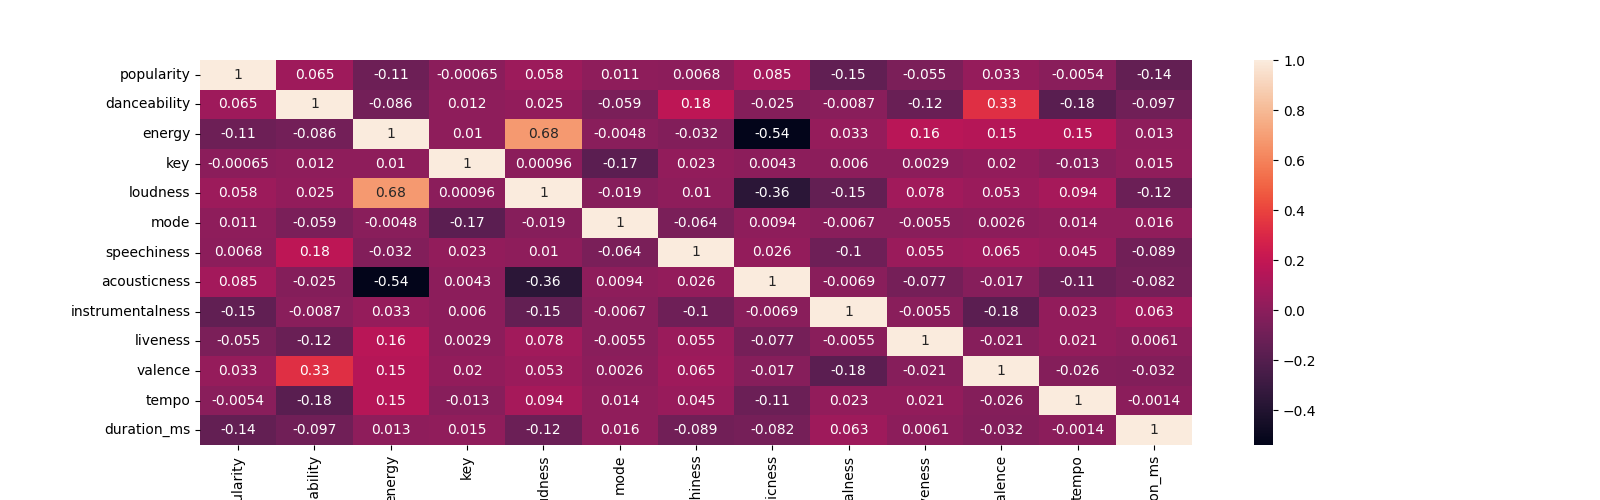 popularity 1 0.065 -0.11 -0.00065 0.058 0.011 0.0068 0.085 -0.15 -0.055 0.033 -0.0054 -0.14
danceability 0.065 1 -0.086 0.012 0.025 -0.059 0.18 -0.025 -0.0087 -0.12 0.33 -0.18 -0.097
energy -0.11 -0.086 1 0.01 0.68 -0.0048 -0.032 -0.54 0.033 0.16 0.15 0.15 0.013
key -0.00065 0.012 0.01 1 0.00096 -0.17 0.023 0.0043 0.006 0.0029 0.02 -0.013 0.015
loudness 0.058 0.025 0.68 0.00096 1 -0.019 0.01 -0.36 -0.15 0.078 0.053 0.094 -0.12
mode 0.011 -0.059 -0.0048 -0.17 -0.019 1 -0.064 0.0094 -0.0067 -0.0055 0.0026 0.014 0.016
speechiness 0.0068 0.18 -0.032 0.023 0.01 -0.064 1 0.026 -0.1 0.055 0.065 0.045 -0.089
acousticness 0.085 -0.025 -0.54 0.0043 -0.36 0.0094 0.026 1 -0.0069 -0.077 -0.017 -0.11 -0.082
instrumentalness -0.15 -0.0087 0.033 0.006 -0.15 -0.0067 -0.1 -0.0069 1 -0.0055 -0.18 0.023 0.063
liveness -0.055 -0.12 0.16 0.0029 0.078 -0.0055 0.055 -0.077 -0.0055 1 -0.021 0.021 0.0061
valence 0.033 0.33 0.15 0.02 0.053 0.0026 0.065 -0.017 -0.18 -0.021 1 -0.026 -0.032
tempo -0.0054 -0.18 0.15 -0.013 0.094 0.014 0.045 -0.11 0.023 0.021 -0.026 1 -0.0014
duration_ms -0.14 -0.097 0.013 0.015 -0.12 0.016 -0.089 -0.082 0.063 0.0061 -0.032 -0.0014 1
ularity
ability
energy
key
udness
mode
hiness
icness
alness
veness
alence
tempo
on_ms
1.0
0.8
0.6
0.4
0.2
0.0
−0.2
−0.4